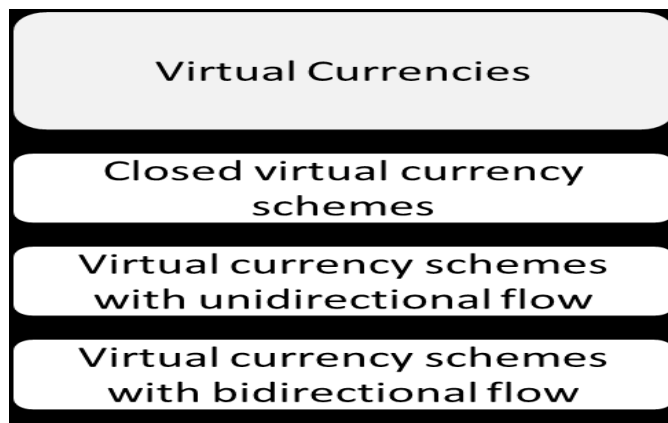 Virtual Currencies
Closed virtual currency
schemes
Virtual currency schemes
with unidirectional flow
Virtual currency schemes
with bidirectional flow